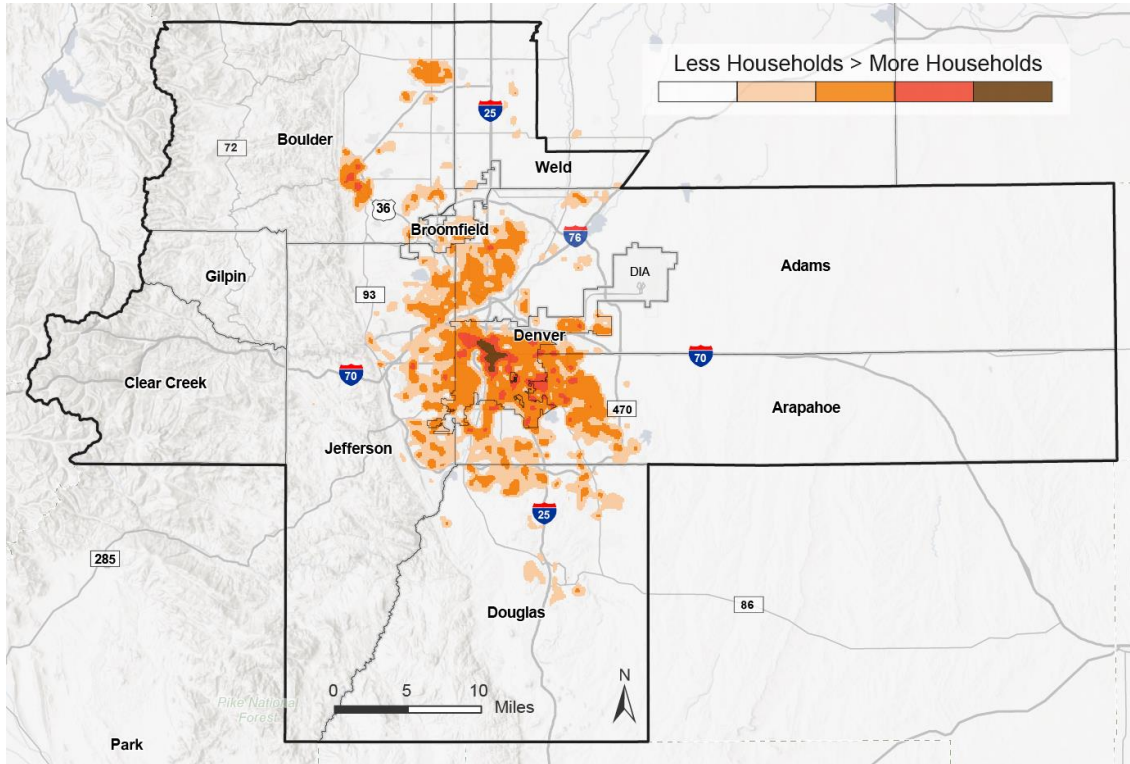 Less Households > More Households
25
Boulder
72
Weld
36
Broomfield
76
Adams
Gilpin
DIA
93
Denver
70
70
Clear Creek
470
Arapahoe
Jefferson
25
285
86
Douglas
N
0 5 10
Miles
Pike National
Forest
Park